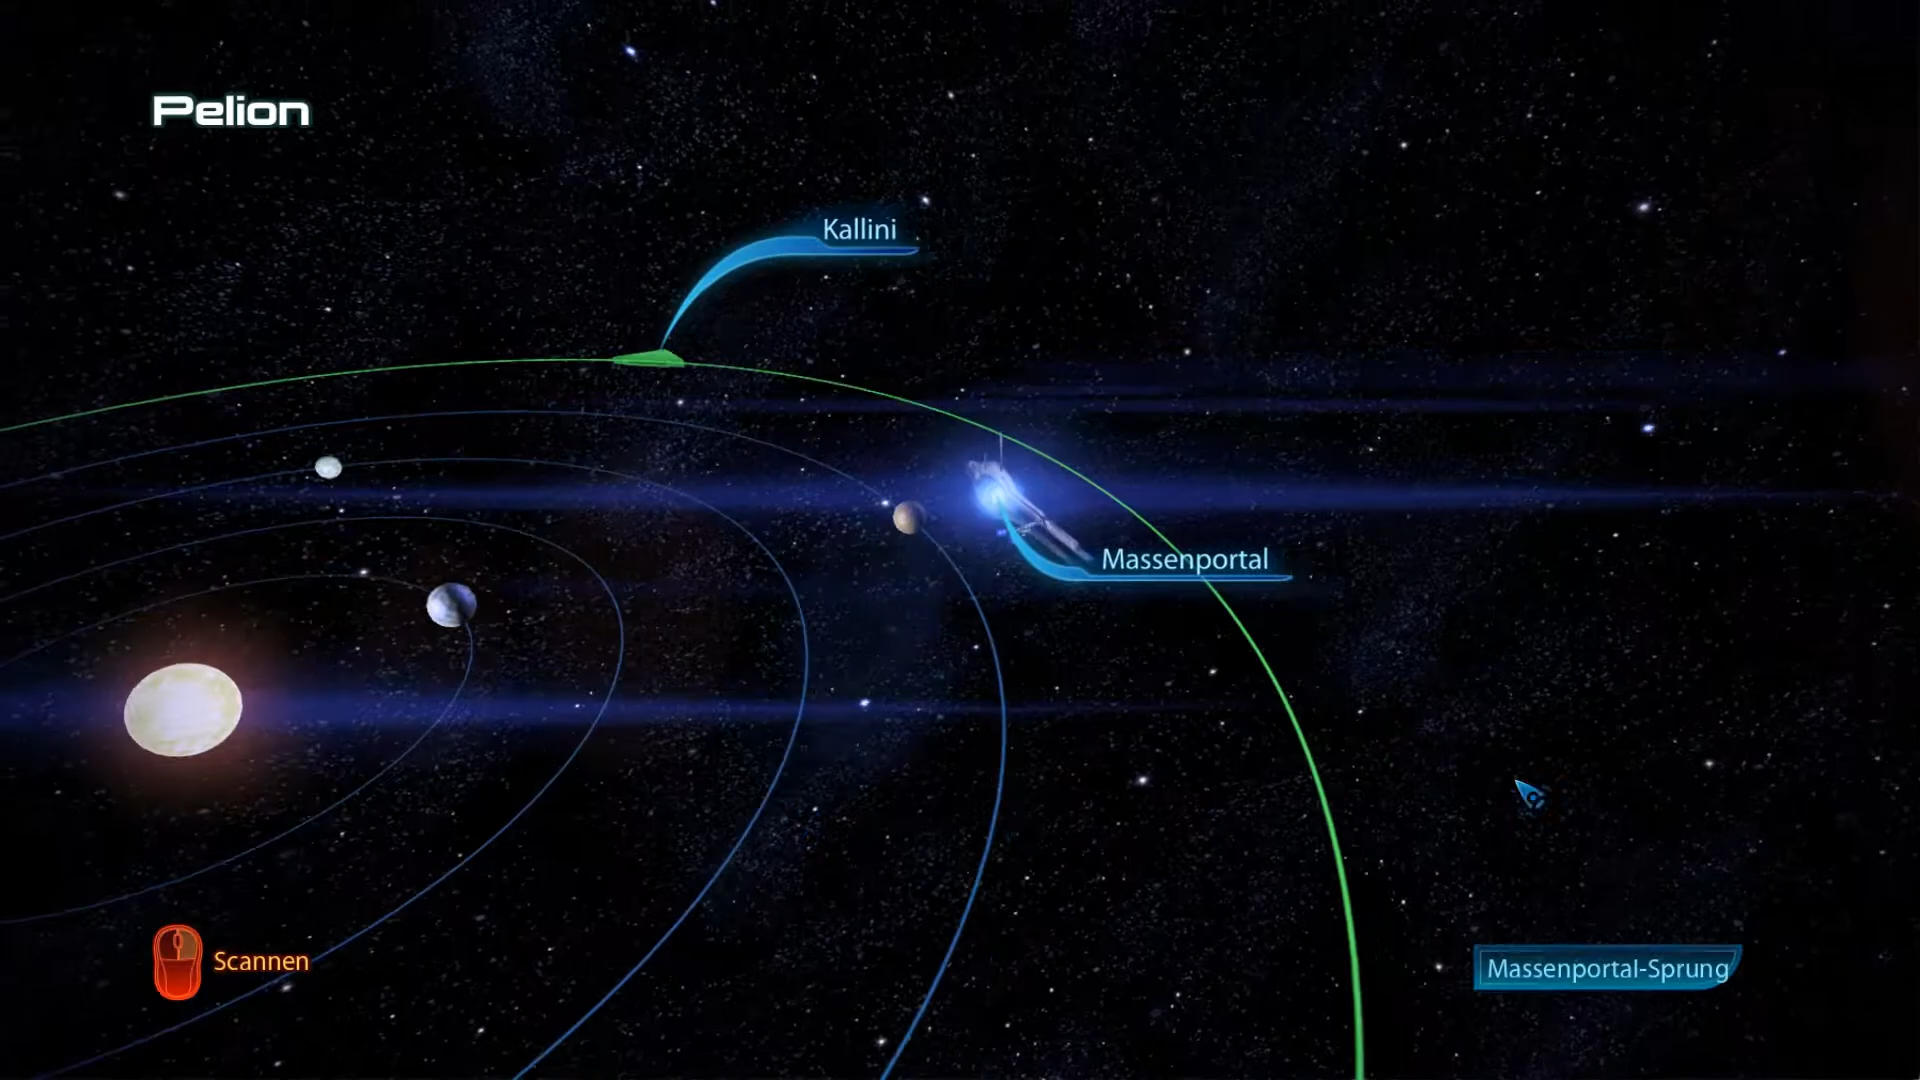 Pelion
Kallini
Massenportal
Scannen
Massenportal-Sprung